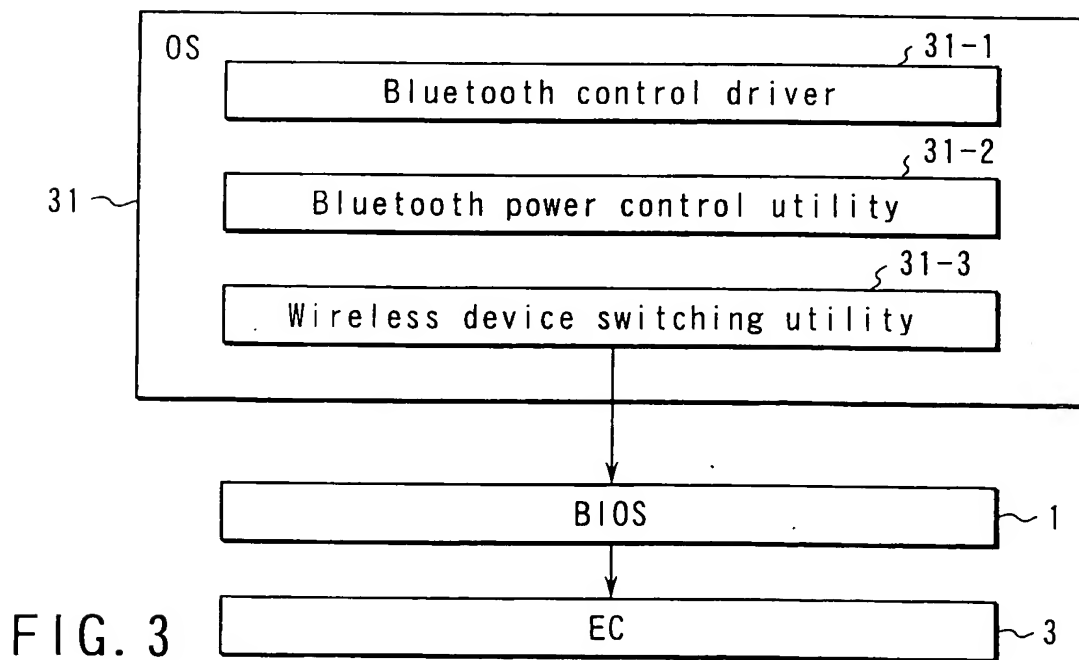 OS
31-1
Bluetooth control driver
31-2
31
Bluetooth power control utility
31-3
Wireless device switching utility
BIOS
1
EC
3
FIG. 3